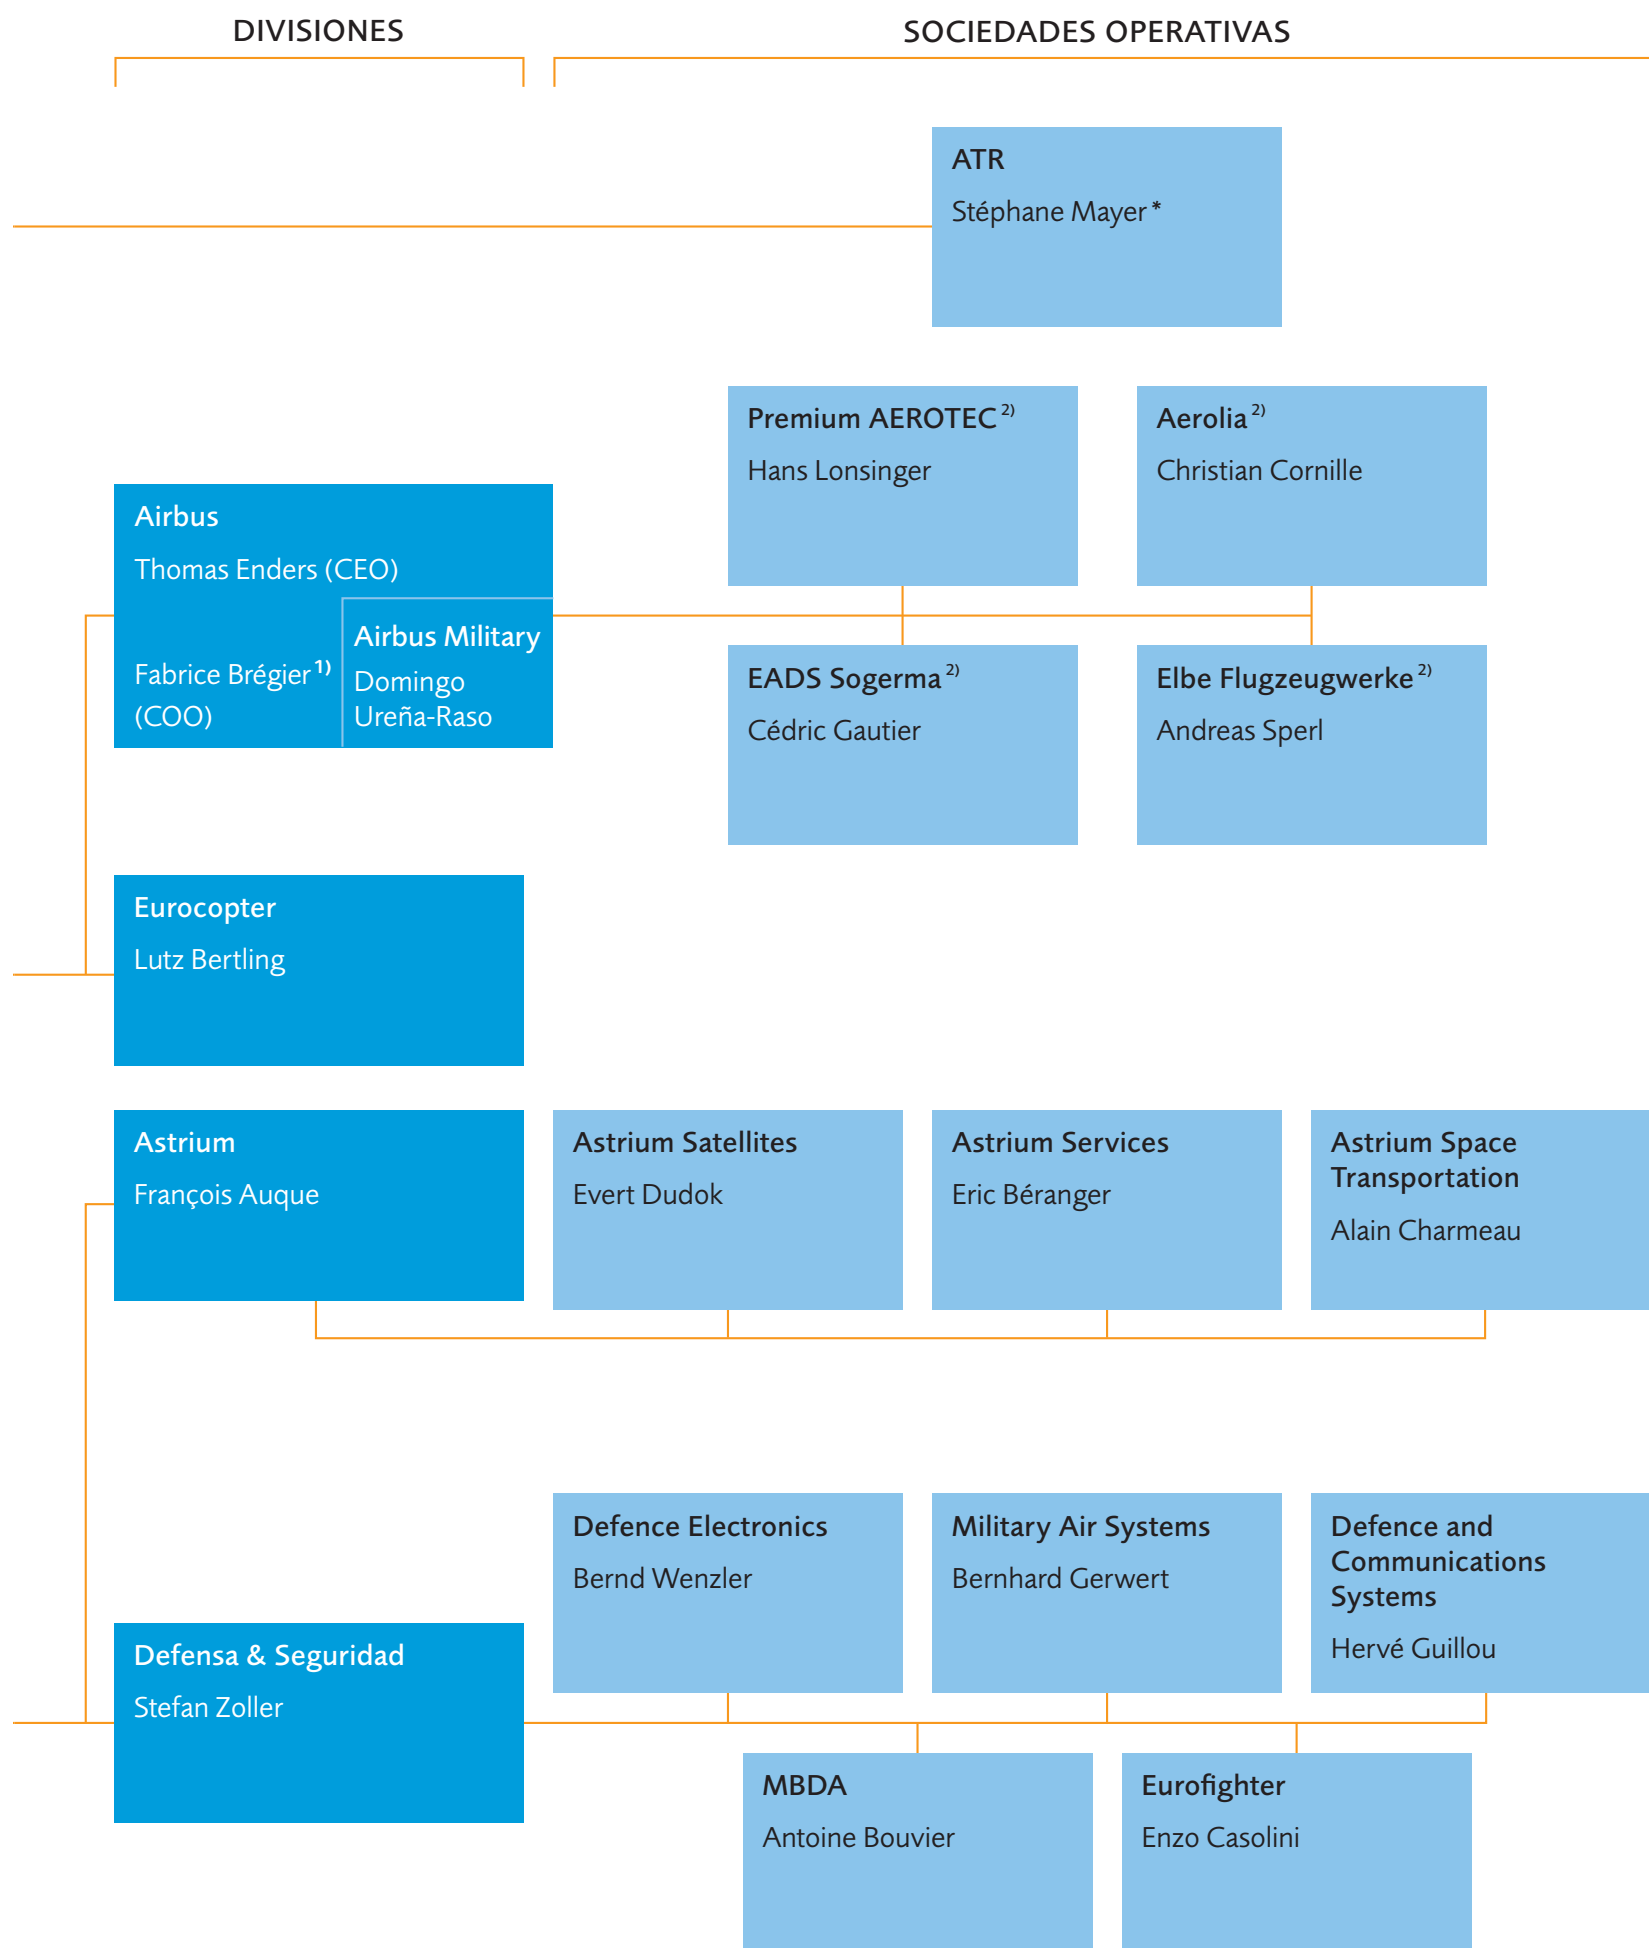 DIVISIONES
SOCIEDADES OPERATIVAS
ATR
Stéphane Mayer*
Premium AEROTEC 2)
Hans Lonsinger
Aerolia 2)
Christian Cornille
Airbus
Thomas Enders (CEO)
Fabrice Brégier 1)
(COO)
Airbus Military
Domingo
Ureña-Raso
EADS Sogerma 2)
Cédric Gautier
Elbe Flugzeugwerke 2)
Andreas Sperl
Eurocopter
Lutz Bertling
Astrium
François Auque
Astrium Satellites
Evert Dudok
Astrium Services
Eric Béranger
Astrium Space
Transportation
Alain Charmeau
Defence Electronics
Bernd Wenzler
Military Air Systems
Bernhard Gerwert
Defence and
Communications
Systems
Hervé Guillou
Defensa & Seguridad
Stefan Zoller
MBDA
Antoine Bouvier
Eurofighter
Enzo Casolini